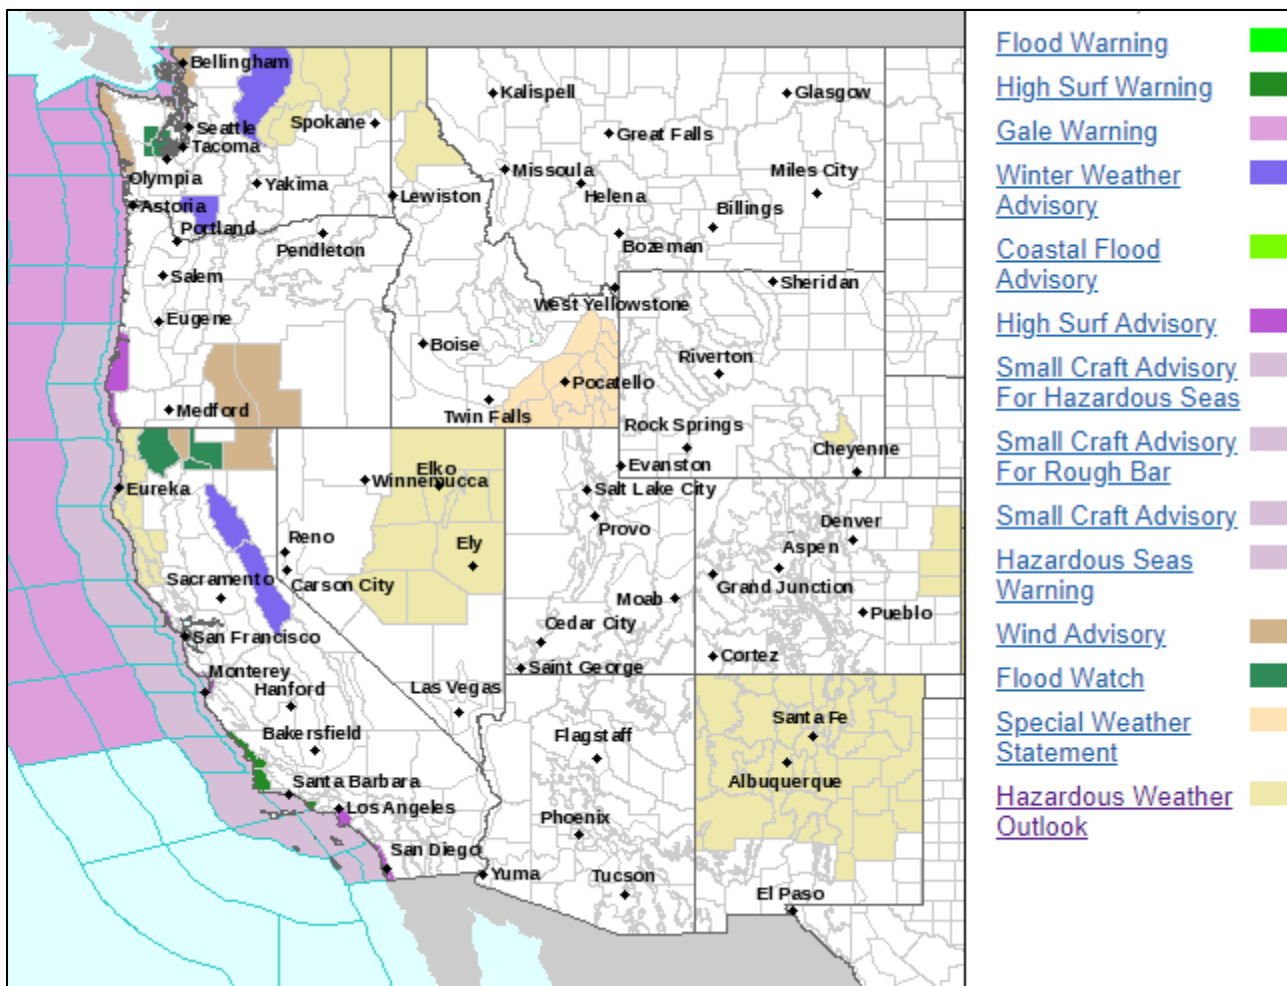 Bellingham
Kalispell
Glasgow
Seattle
Spokane
Great Falls
Tacoma
Missoula
Miles City
Olympia
Yakima
Lewiston
Helena
Astoria
Billings
Portland
Pendleton
Bozeman
Salem
Sheridan
West Yellowstone
Eugene
Boise
Riverton
Pocatello
Medford
Twin Falls
Rock Springs
Cheyenne
Elko
Evanston
Winnemucca
Eureka
Salt Lake City
Provo
Denver
Reno
Ely
Aspen
Sacramento
Carson City
Grand Junction
Moab
Pueblo
Cedar City
San Francisco
Cortez
Saint George
Monterey
Hanford
Las Vegas
Santa Fe
Bakersfield
Flagstaff
Santa Barbara
Albuquerque
Los Angeles
Phoenix
San Diego
Yuma
Tucson
El Paso
Flood Warning
High Surf Warning
Gale Warning
Winter Weather
Advisory
Coastal Flood
Advisory
High Surf Advisory
Small Craft Advisory
For Hazardous Seas
Small Craft Advisory
For Rough Bar
Small Craft Advisory
Hazardous Seas
Warning
Wind Advisory
Flood Watch
Special Weather
Statement
Hazardous Weather
Outlook